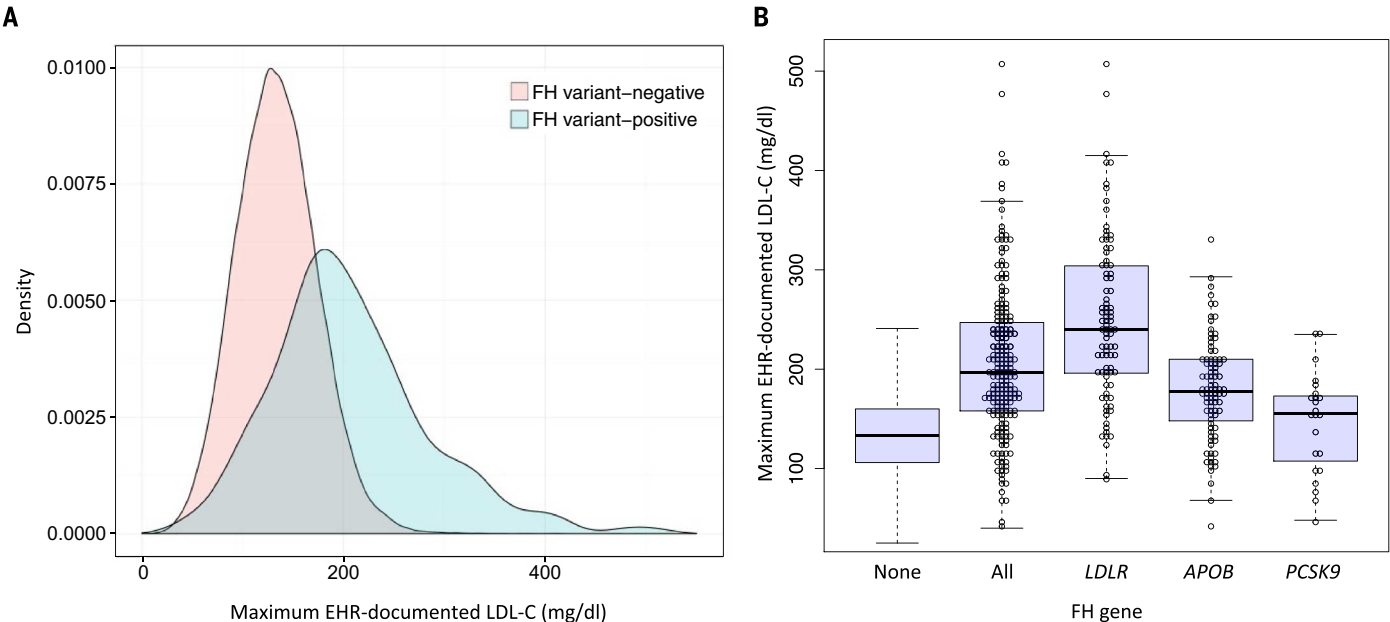 A
0.0100
0.0075
0.0050
0.0025
0.0000
Density
FH variant–negative
FH variant–positive
0
200
400
Maximum EHR-documented LDL-C (mg/dl)
B
Maximum EHR-documented LDL-C (mg/dl)
500
400
300
200
100
None
All
LDLR
APOB
PCSK9
FH gene